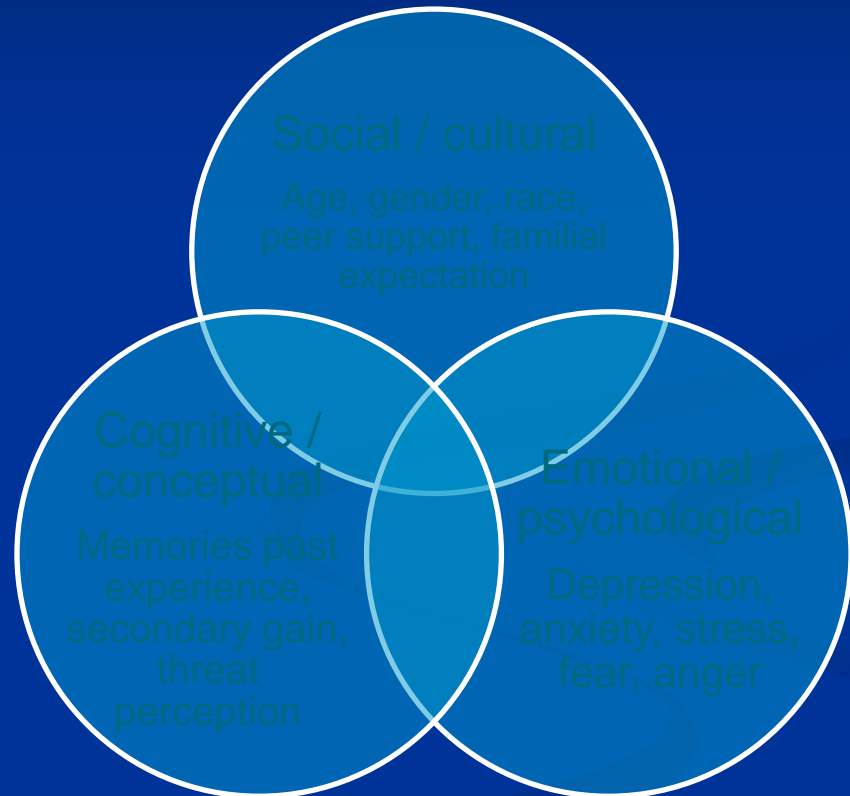 Social / cultural
Age, gender, race,
peer support, familial
expectation
Cognitive /
conceptual
Memories past
experience,
secondary gain,
threat
perception
Emotional /
psychological
Depression,
anxiety, stress,
fear, anger